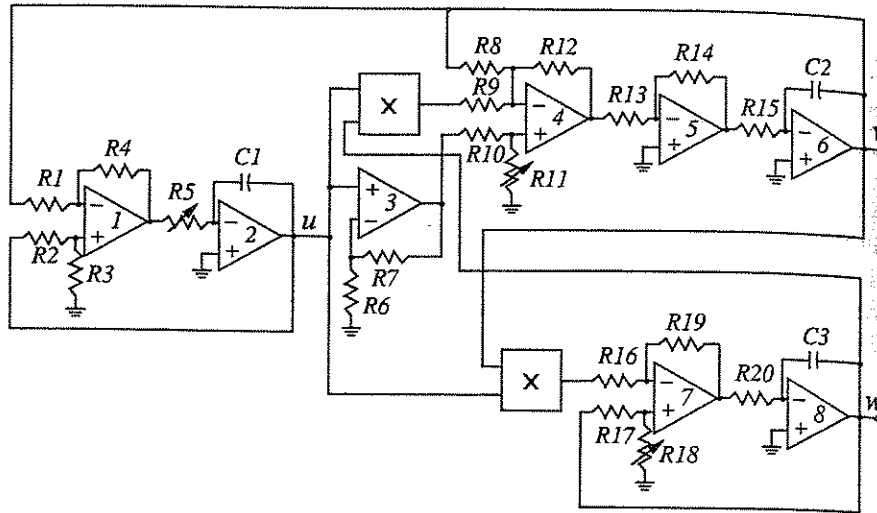 R8
R12
R14
C2
X
R9
-
4
+
R13
-
5
+
R15
-
6
+
R10
R11
R4
C1
R1
-
1
+
R5
-
2
+
u
+
3
-
R2
R3
R7
R6
R19
C3
X
R16
-
7
+
R20
-
8
+
w
R17
R18